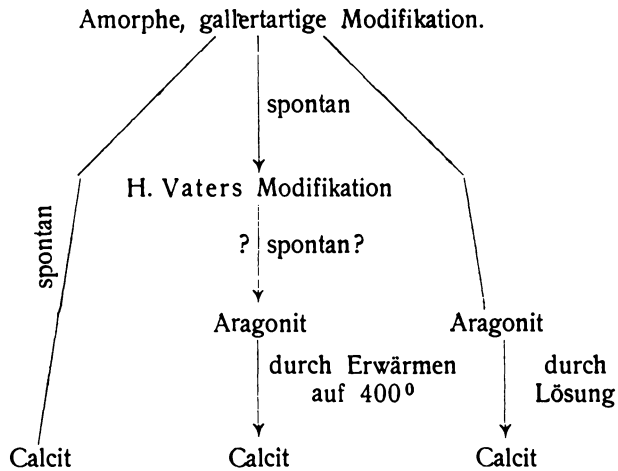 Amorphe, gallertartige Modifikation.
spontan
H. Vaters Modifikation
spontan
? spontan?
Aragonit
Aragonit
durch Erwärmen
auf 400⁰
durch
Lösung
Calcit
Calcit
Calcit